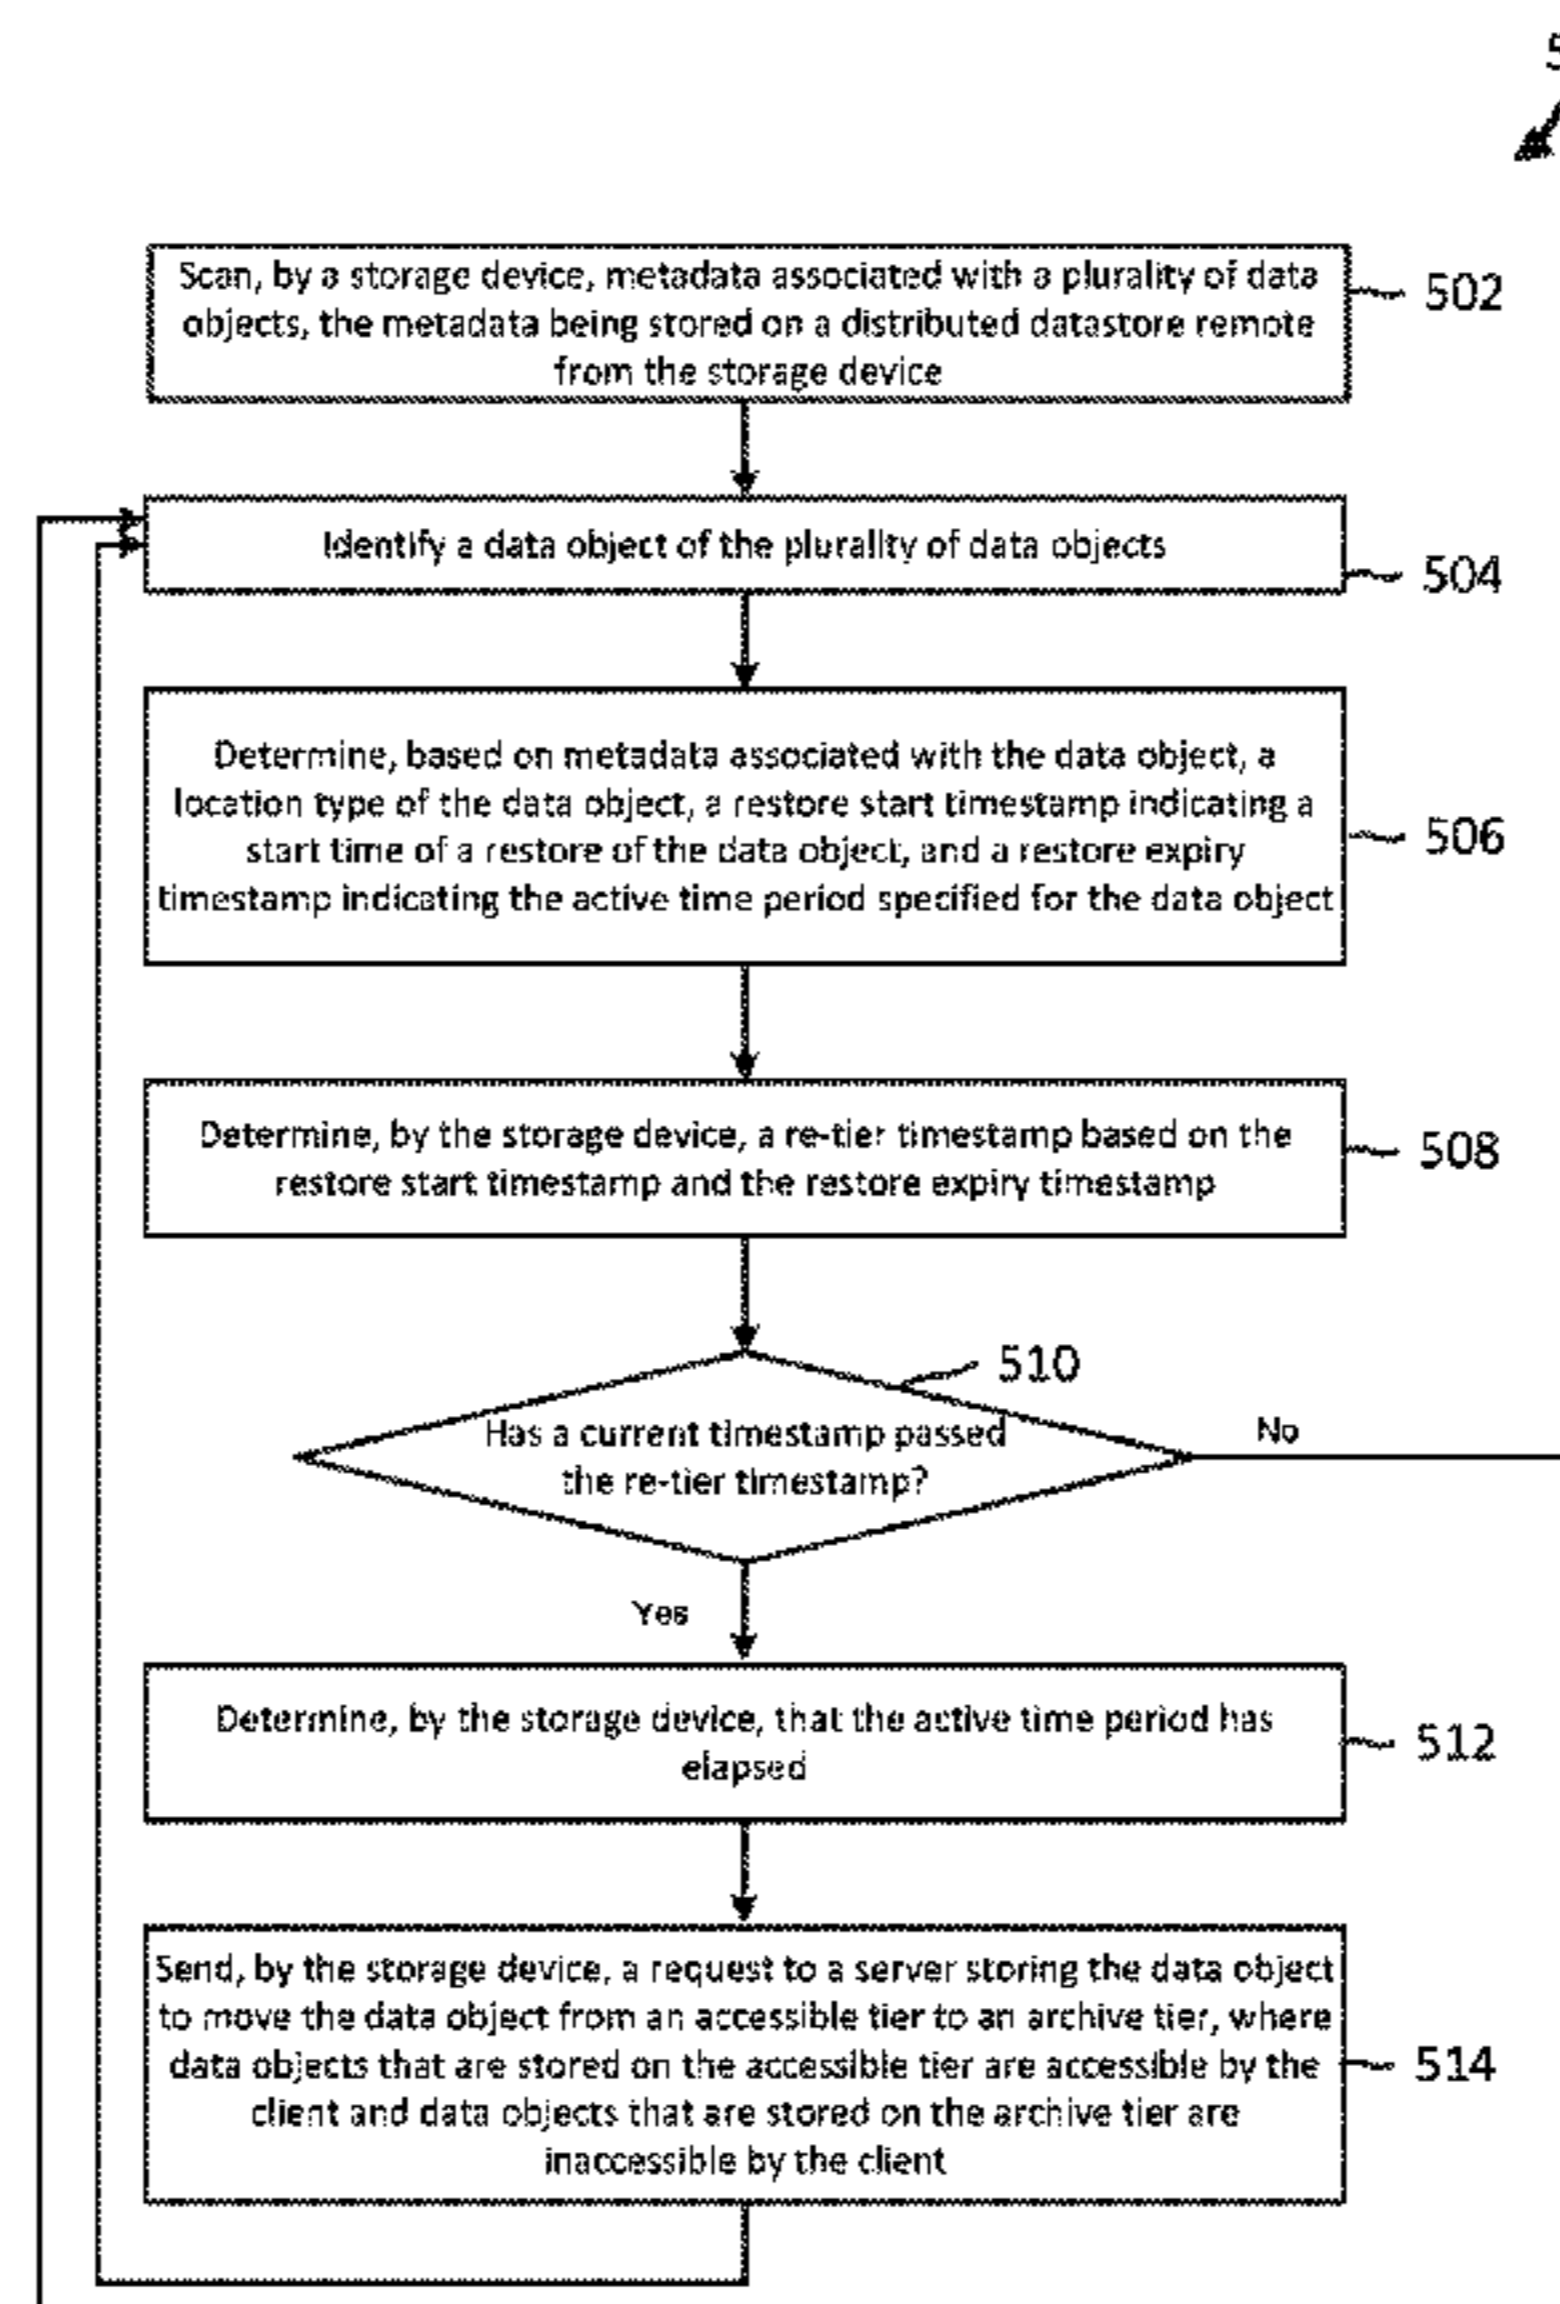 Scan, by a storage device, metadata associated with a plurality of data
objects, the metadata being stored on a distributed datastore remote
from the storage device
502
Identify a data object of the plurality of data objects
504
Determine, based on metadata associated with the data object, a
location type of the data object, a restore start timestamp indicating a
start time of a restore of the data object, and a restore expiry
timestamp indicating the active time period specified for the data object
506
Determine, by the storage device, a re-tier timestamp based on the
restore start timestamp and the restore expiry timestamp
508
510
Has a current timestamp passed
the re-tier timestamp?
No
Yes
Determine, by the storage device, that the active time period has
elapsed
512
Send, by the storage device, a request to a server storing the data object
to move the data object from an accessible tier to an archive tier, where
data objects that are stored on the accessible tier are accessible by the
client and data objects that are stored on the archive tier are
inaccessible by the client
514